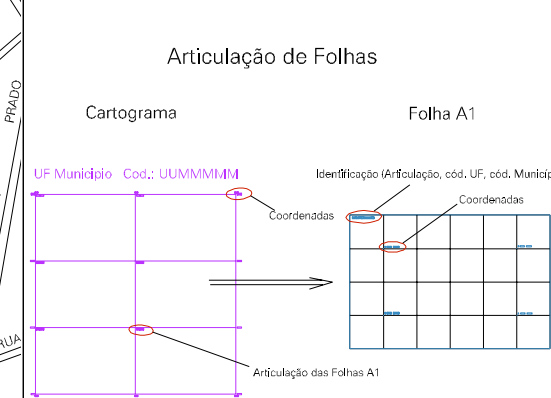 Articulação de Folhas
PRADO
Cartograma
Folha A1
UF Municipio Cod.: UUMMMMM
Identificação (Articulação, cód. UF, cód. Municíp
Coordenadas
Coordenadas
Articulação das Folhas A1
RUA